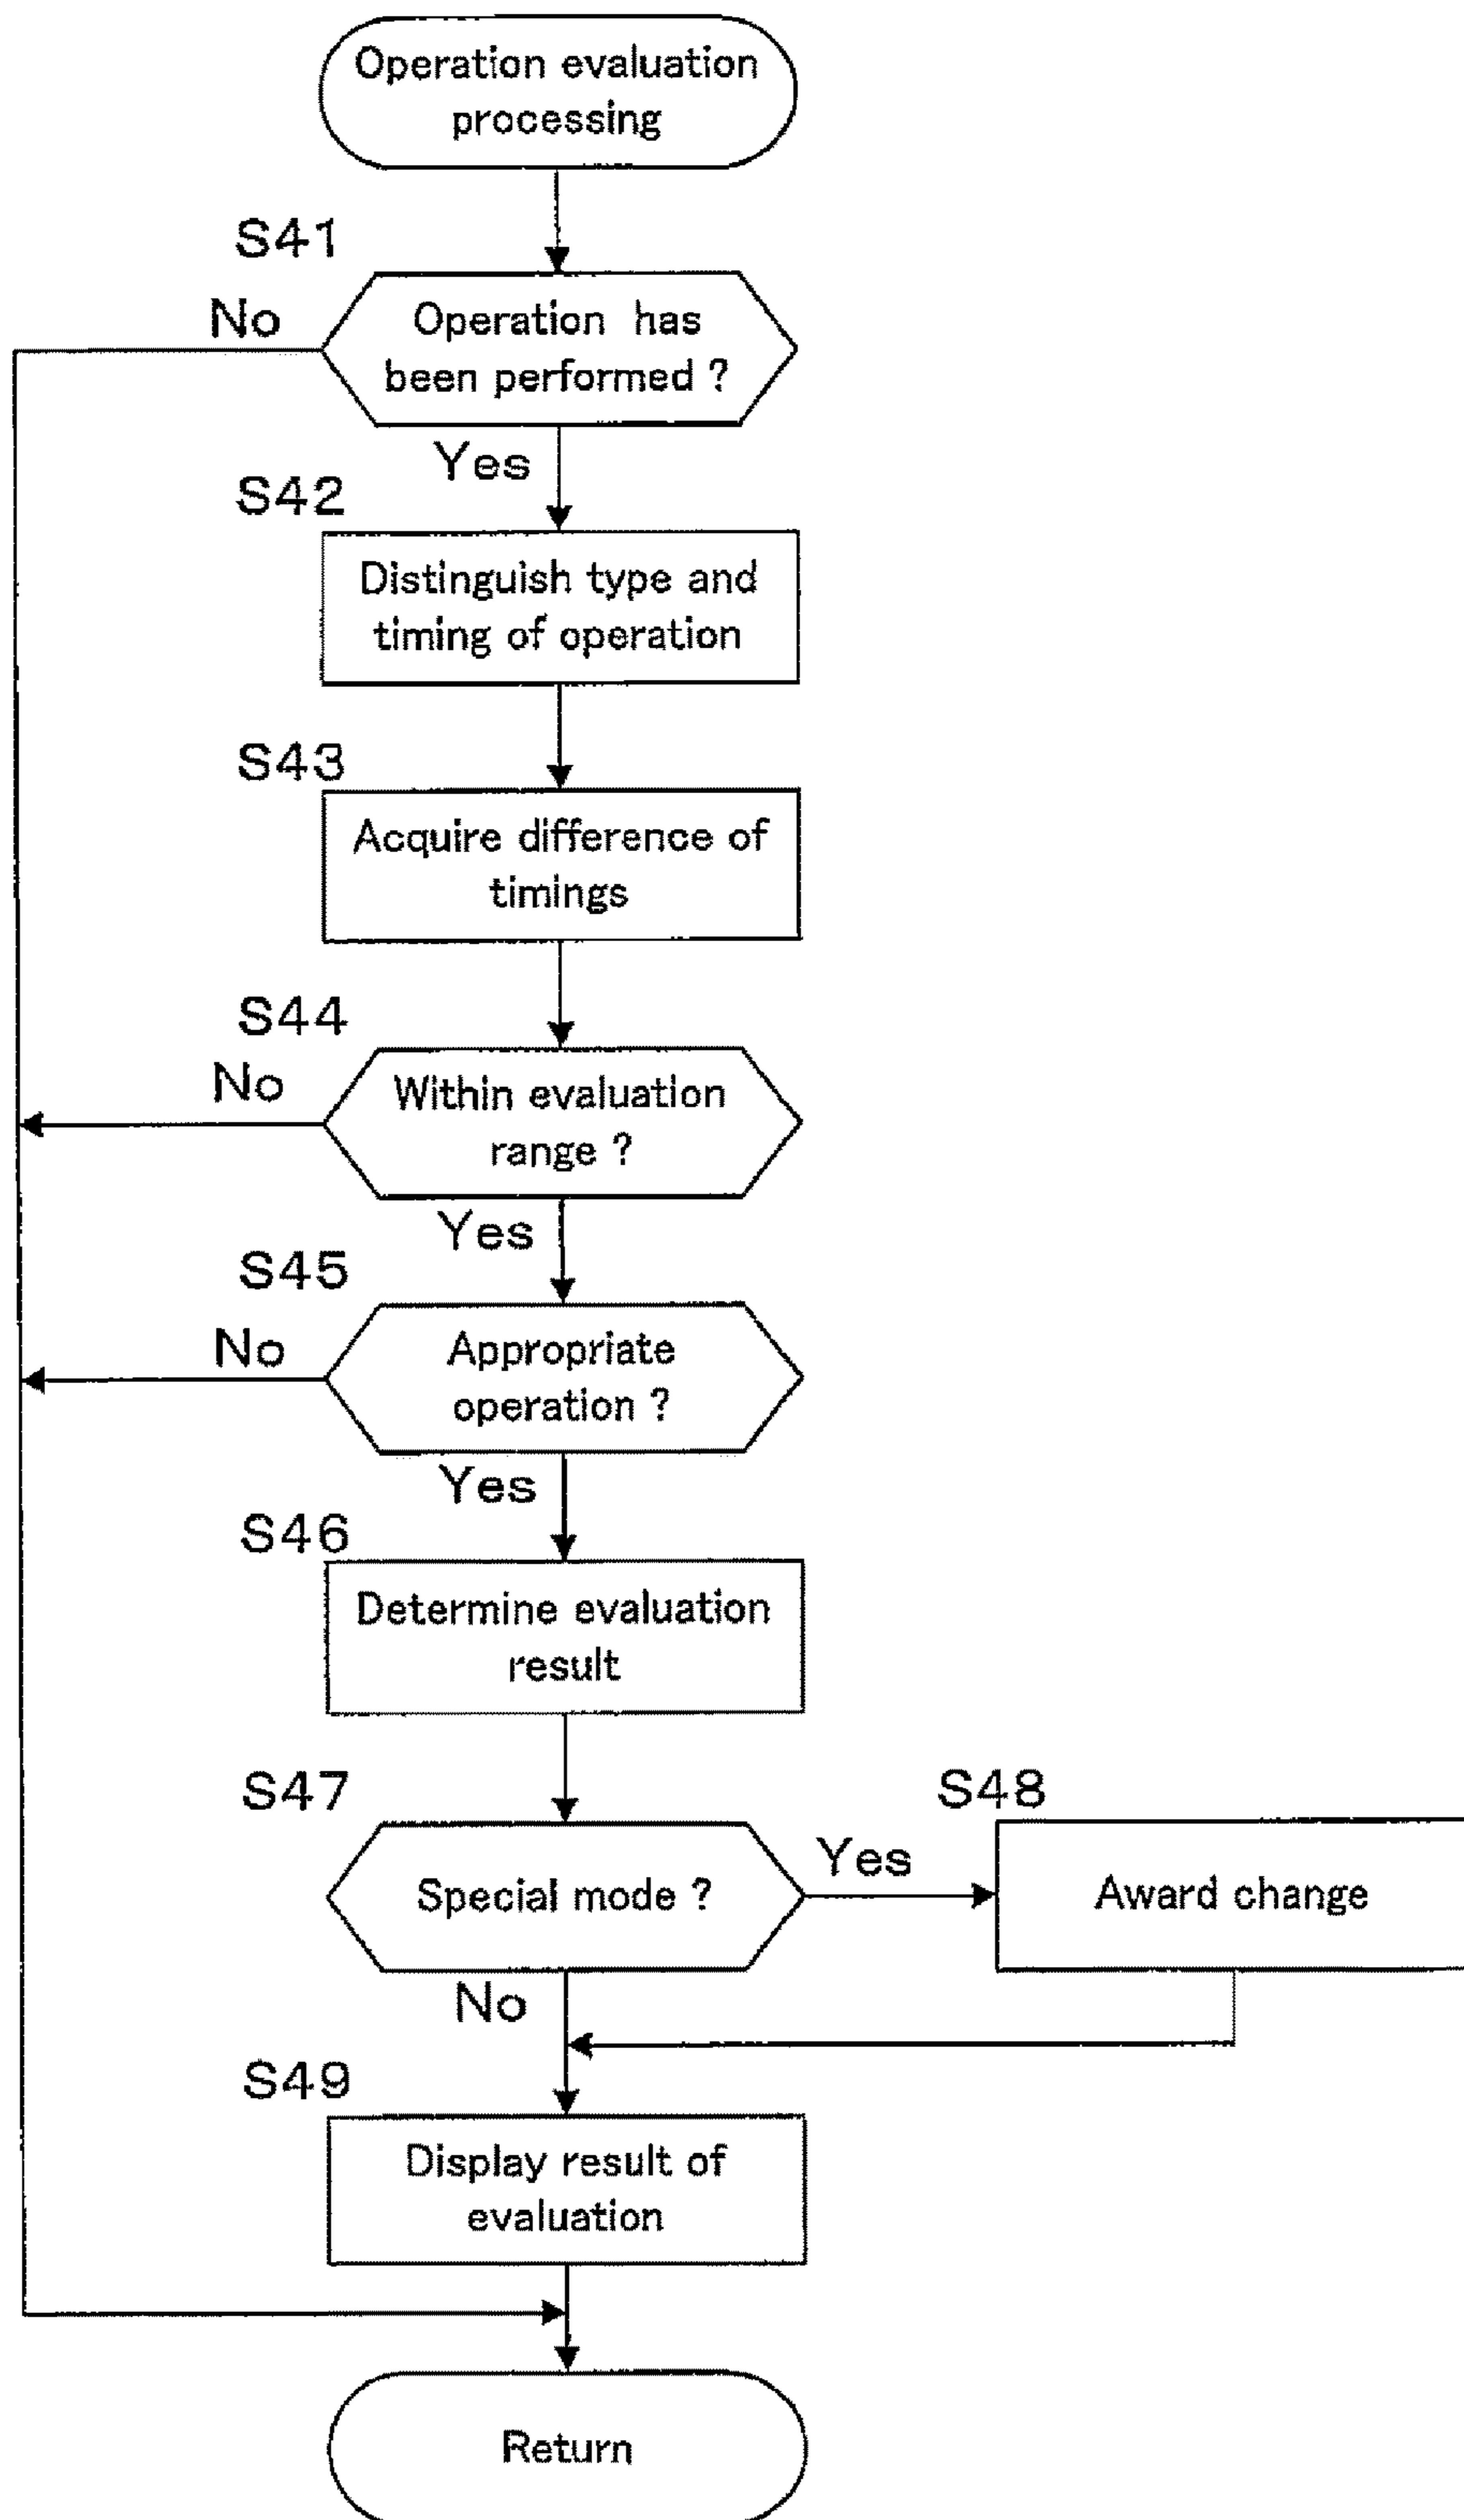 Operation evaluation
processing
S41
No
Operation has
been performed ?
Yes
S42
Distinguish type and
timing of operation
S43
Acquire difference of
timings
S44
No
Within evaluation
range ?
Yes
S45
No
Appropriate
operation ?
Yes
S46
Determine evaluation
result
S47
Special mode ?
Yes
S48
Award change
No
S49
Display result of
evaluation
Return